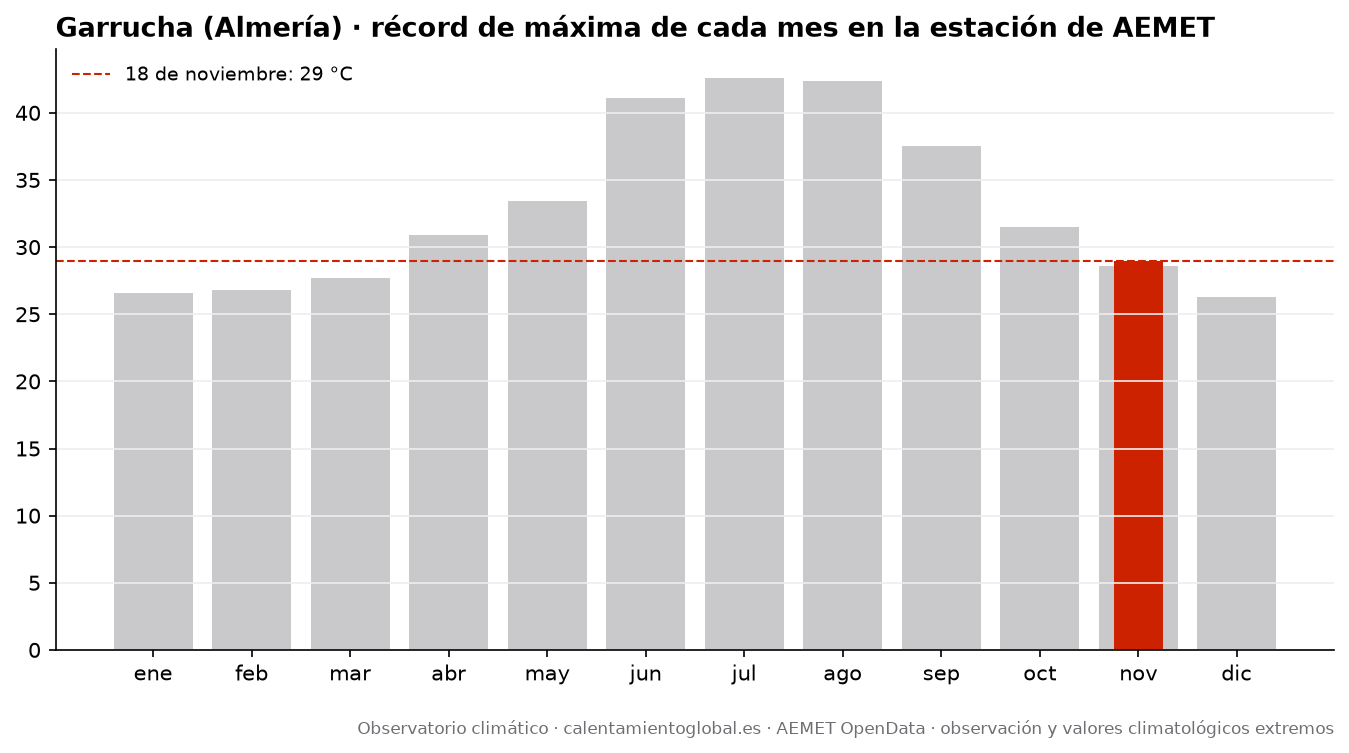 Garrucha (Almería) · récord de máxima de cada mes en la estación de AEMET
18 de noviembre: 29 °C
40
35
30
25
20
15
10
5
0
ene feb mar abr may jun jul ago sep oct nov dic
Observatorio climático · calentamientoglobal.es · AEMET OpenData · observación y valores climatológicos extremos